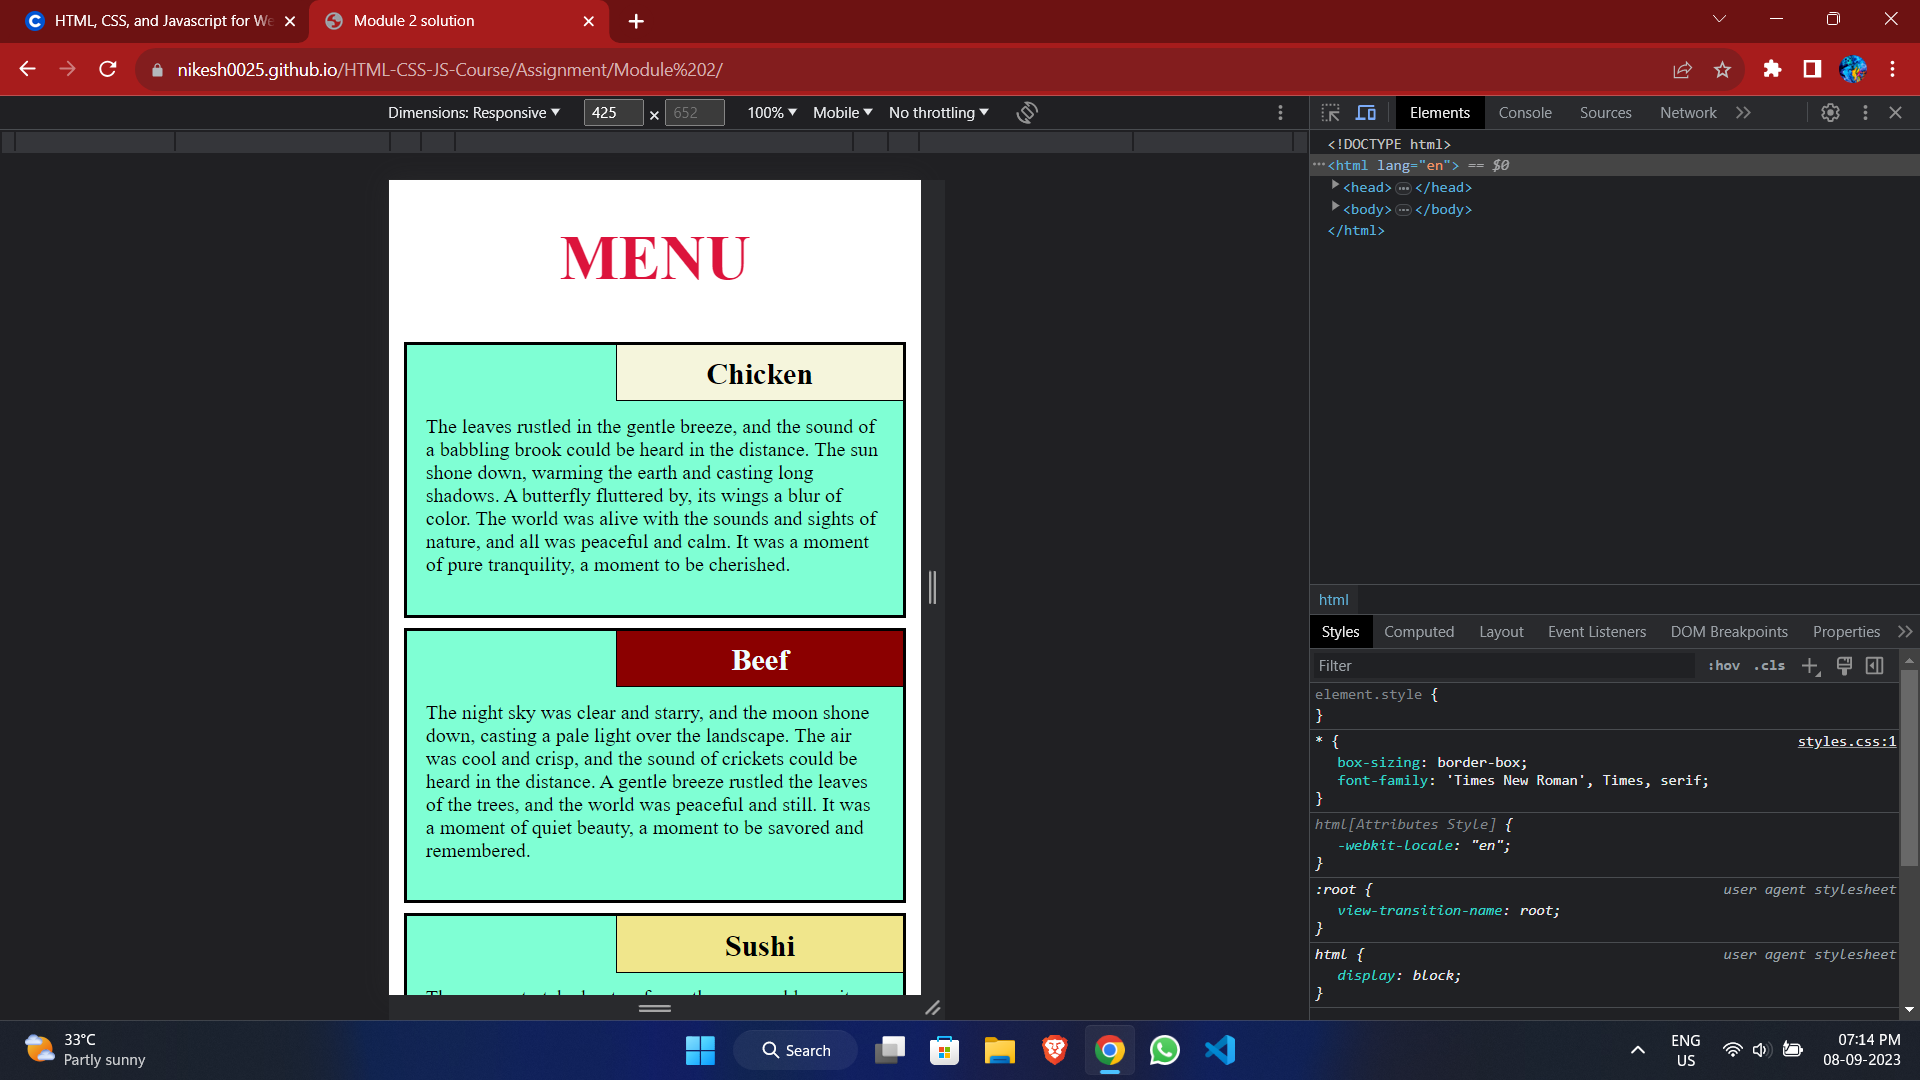 HTML, CSS, and Javascript for We
Module 2 solution
nikesh0025.github.io/HTML-CSS-JS-Course/Assignment/Module%202/
Dimensions: Responsive
425
×
652
100%
Mobile
No throttling
Elements
Console
Sources
Network
<!DOCTYPE html>
<html lang="en"> == $0
<head> </head>
<body> </body>
</html>
MENU
Chicken
The leaves rustled in the gentle breeze, and the sound of
a babbling brook could be heard in the distance. The sun
shone down, warming the earth and casting long
shadows. A butterfly fluttered by, its wings a blur of
color. The world was alive with the sounds and sights of
nature, and all was peaceful and calm. It was a moment
of pure tranquility, a moment to be cherished.
Beef
The night sky was clear and starry, and the moon shone
down, casting a pale light over the landscape. The air
was cool and crisp, and the sound of crickets could be
heard in the distance. A gentle breeze rustled the leaves
of the trees, and the world was peaceful and still. It was
a moment of quiet beauty, a moment to be savored and
remembered.
Sushi
html
Styles
Computed
Layout
Event Listeners
DOM Breakpoints
Properties
Filter
:hov
.cls
element.style {
}
* {
styles.css:1
box-sizing: border-box;
font-family: 'Times New Roman', Times, serif;
}
html[Attributes Style] {
-webkit-locale: "en";
}
:root {
user agent stylesheet
view-transition-name: root;
}
html {
user agent stylesheet
display: block;
}
33°C
Partly sunny
Search
ENG
US
07:14 PM
08-09-2023